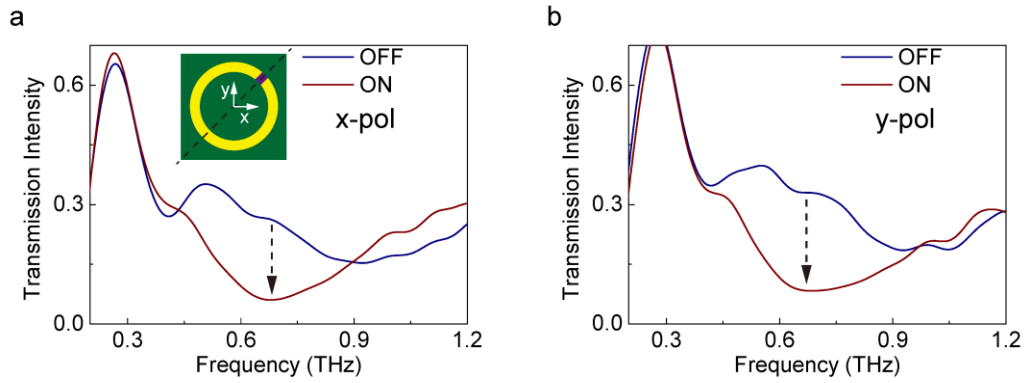 a
OFF
ON
x-pol
y
x
0.6
0.3
0.0
Transmission Intensity
0.3
0.6
0.9
1.2
Frequency (THz)
b
OFF
ON
y-pol
0.6
0.3
0.0
Transmission Intensity
0.3
0.6
0.9
1.2
Frequency (THz)